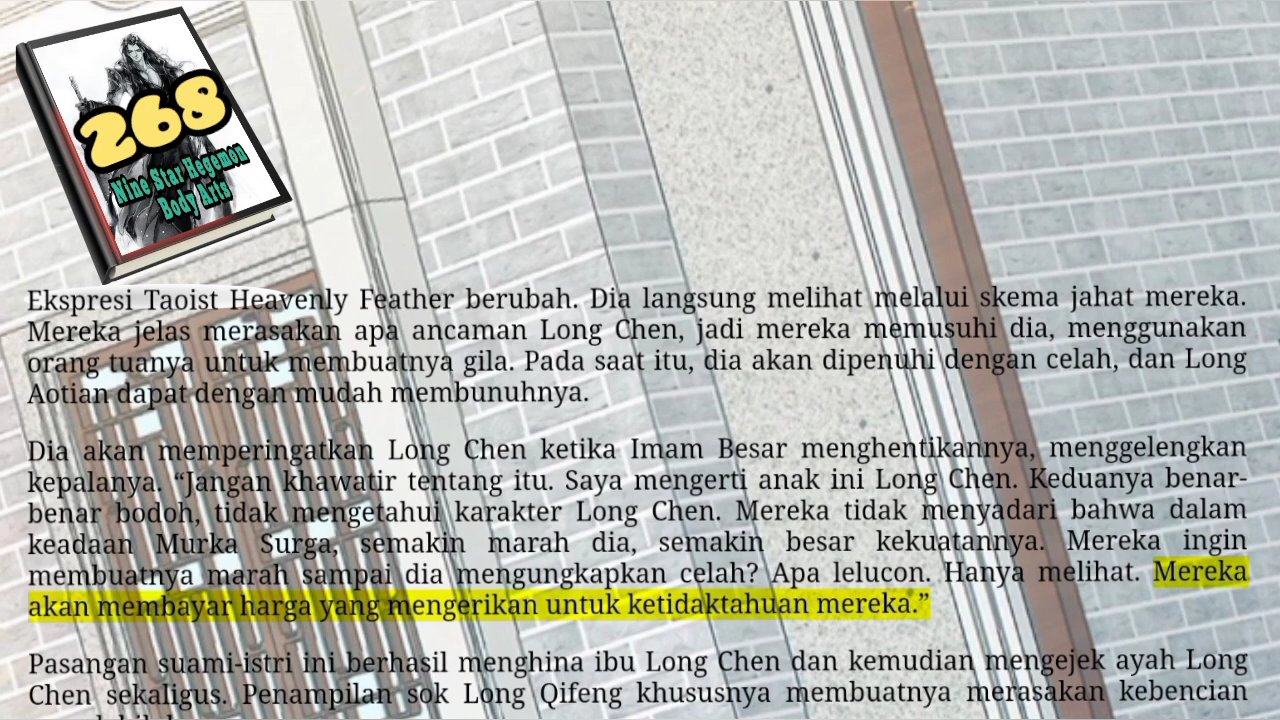 268
Nine Star Hegemon
Body Arts
Ekspresi Taoist Heavenly Feather berubah. Dia langsung melihat melalui skema jahat mereka.
Mereka jelas merasakan apa ancaman Long Chen, jadi mereka memusuhi dia, menggunakan
orang tuanya untuk membuatnya gila. Pada saat itu, dia akan dipenuhi dengan celah, dan Long
Aotian dapat dengan mudah membunuhnya.
Dia akan memperingatkan Long Chen ketika Imam Besar menghentikannya, menggelengkan
kepalanya. “Jangan khawatir tentang itu. Saya mengerti anak ini Long Chen. Keduanya benar-
benar bodoh, tidak mengetahui karakter Long Chen. Mereka tidak menyadari bahwa dalam
keadaan Murka Surga, semakin marah dia, semakin besar kekuatannya. Mereka ingin
membuatnya marah sampai dia mengungkapkan celah? Apa lelucon. Hanya melihat. Mereka
akan membayar harga yang mengerikan untuk ketidaktahuan mereka.”
Pasangan suami-istri ini berhasil menghina ibu Long Chen dan kemudian mengejek ayah Long
Chen sekaligus. Penampilan sok Long Qifeng khususnya membuatnya merasakan kebencian